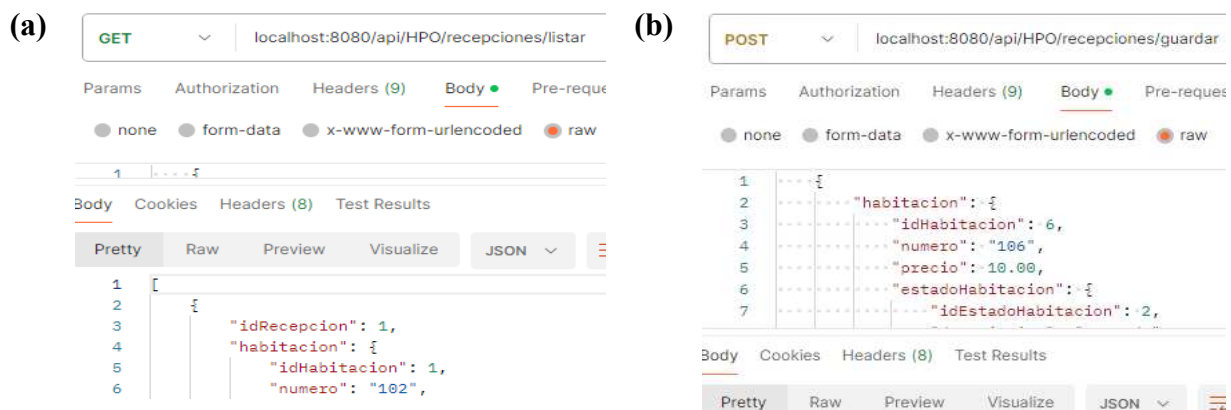 (a)
GET localhost:8080/api/HPO/recepciones/listar
Params Authorization Headers (9) Body Pre-reque
none form-data x-www-form-urlencoded raw
1 {
Body Cookies Headers (8) Test Results
Pretty Raw Preview Visualize JSON
1 [
2 {
3 "idRecepcion": 1,
4 "habitacion": {
5 "idHabitacion": 1,
6 "numero": "102",
(b)
POST localhost:8080/api/HPO/recepciones/guardar
Params Authorization Headers (9) Body Pre-reques
none form-data x-www-form-urlencoded raw
1 {
2 "habitacion": {
3 "idHabitacion": 6,
4 "numero": "106",
5 "precio": 10.00,
6 "estadoHabitacion": {
7 "idEstadoHabitacion": 2,
Body Cookies Headers (8) Test Results
Pretty Raw Preview Visualize JSON